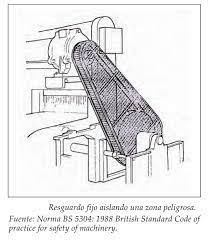 Resguardo fijo aislando una zona peligrosa.
Fuente: Norma BS 5304: 1988 British Standard Code of
practice for safety of machinery.